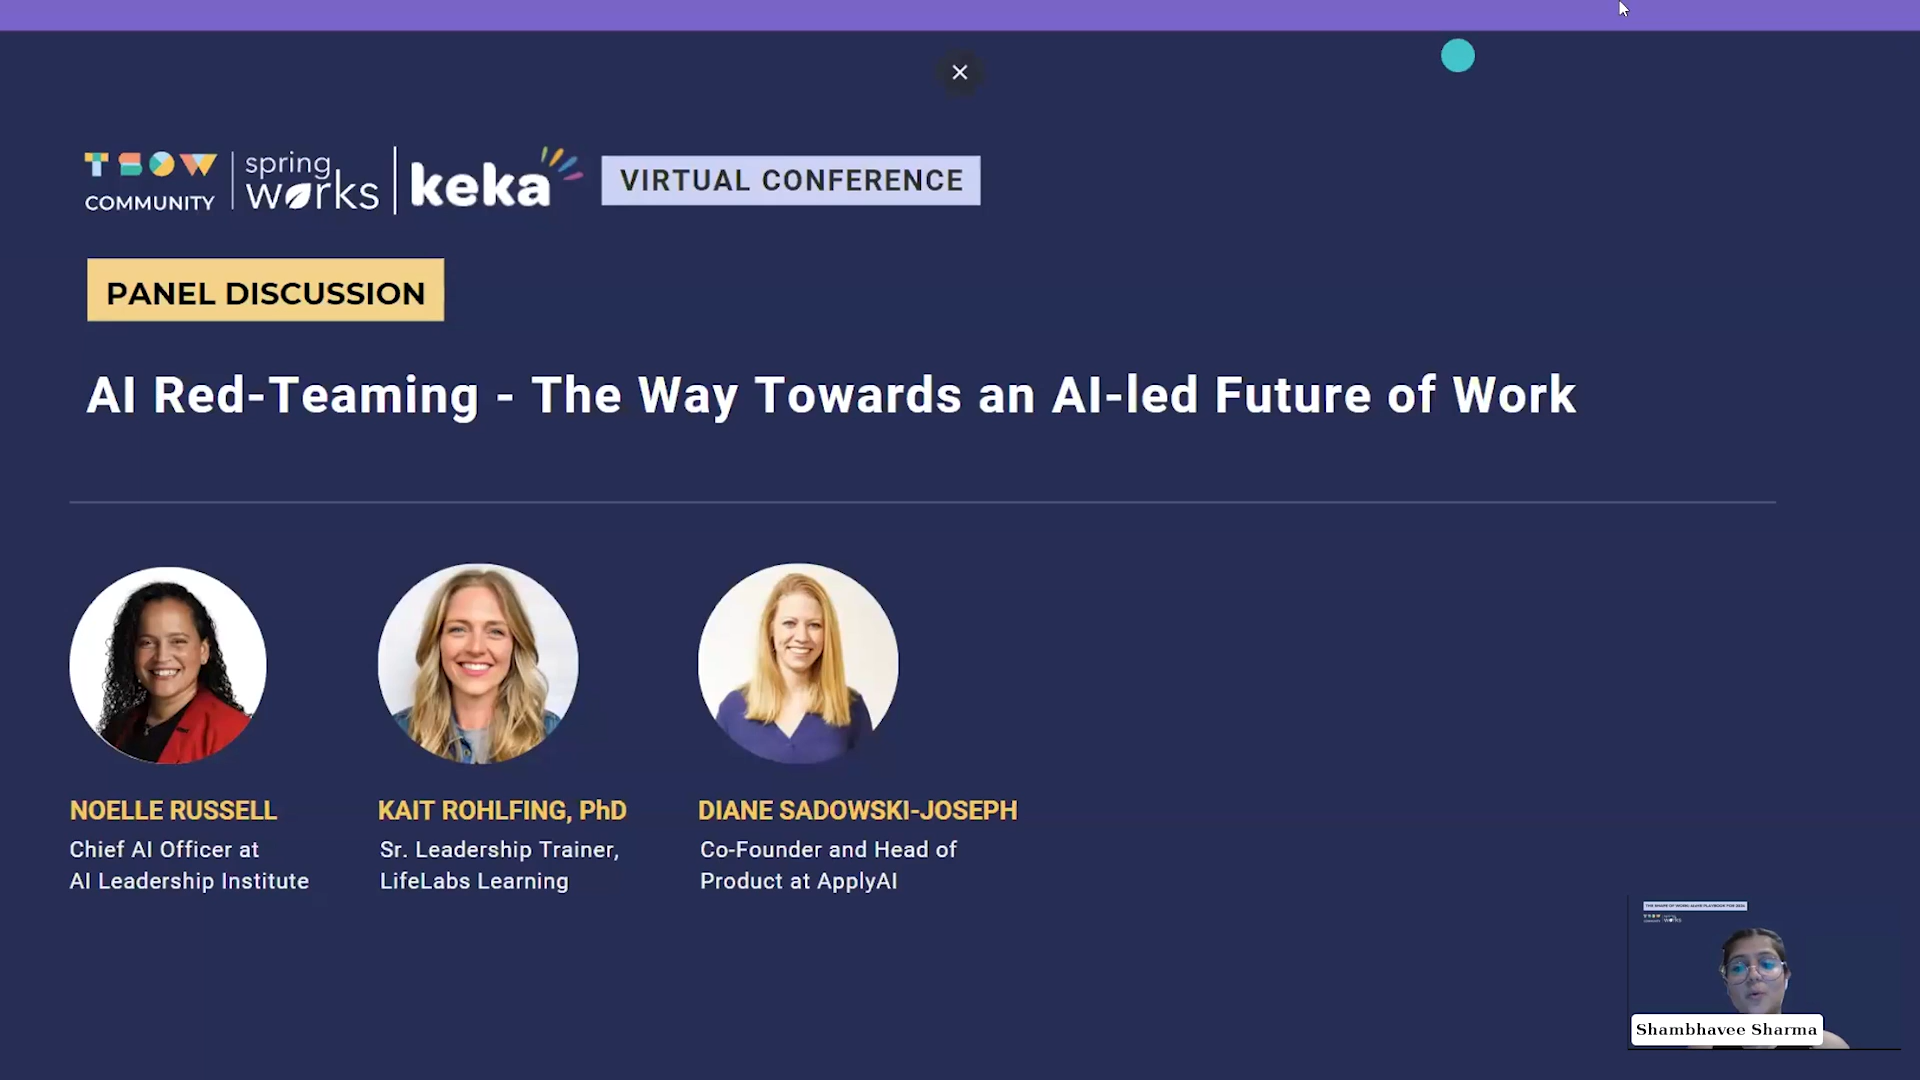 TSOW
COMMUNITY
spring
works
keka
VIRTUAL CONFERENCE
PANEL DISCUSSION
AI Red-Teaming - The Way Towards an AI-led Future of Work
NOELLE RUSSELL
Chief AI Officer at
AI Leadership Institute
KAIT ROHLFING, PhD
Sr. Leadership Trainer,
LifeLabs Learning
DIANE SADOWSKI-JOSEPH
Co-Founder and Head of
Product at ApplyAI
Shambhavee Sharma